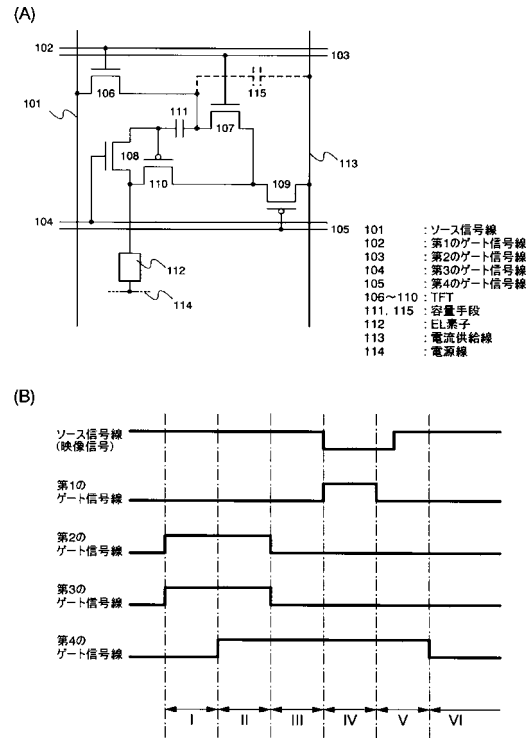 (A)
102
103
106
115
101
111
107
108
113
110
109
104
105
112
114
101 : ソース信号線
102 : 第1のゲート信号線
103 : 第2のゲート信号線
104 : 第3のゲート信号線
105 : 第4のゲート信号線
106～110 : TFT
111, 115 : 容量手段
112 : EL素子
113 : 電流供給線
114 : 電源線
(B)
ソース信号線
(映像信号)
第1の
ゲート信号線
第2の
ゲート信号線
第3の
ゲート信号線
第4の
ゲート信号線
I II III IV V VI